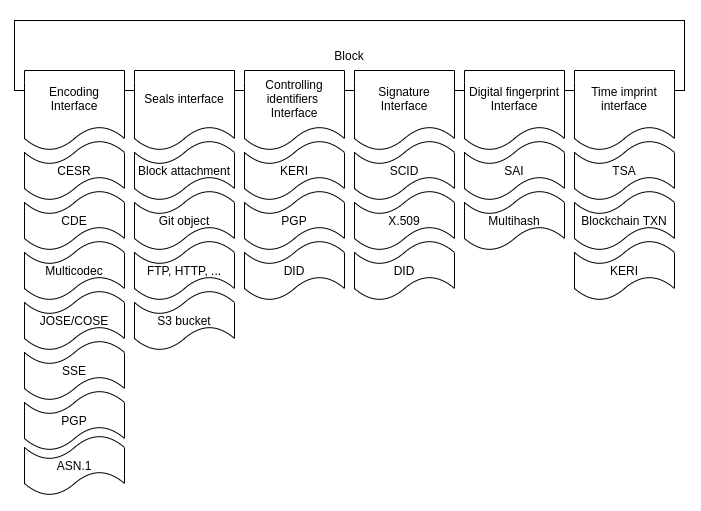 Block
Encoding
Interface
CESR
CDE
Multicodec
JOSE/COSE
SSE
PGP
ASN.1
Seals interface
Block attachment
Git object
FTP, HTTP, ...
S3 bucket
Controlling
identifiers
Interface
KERI
PGP
DID
Signature
Interface
SCID
X.509
DID
Digital fingerprint
Interface
SAI
Multihash
Time imprint
interface
TSA
Blockchain TXN
KERI